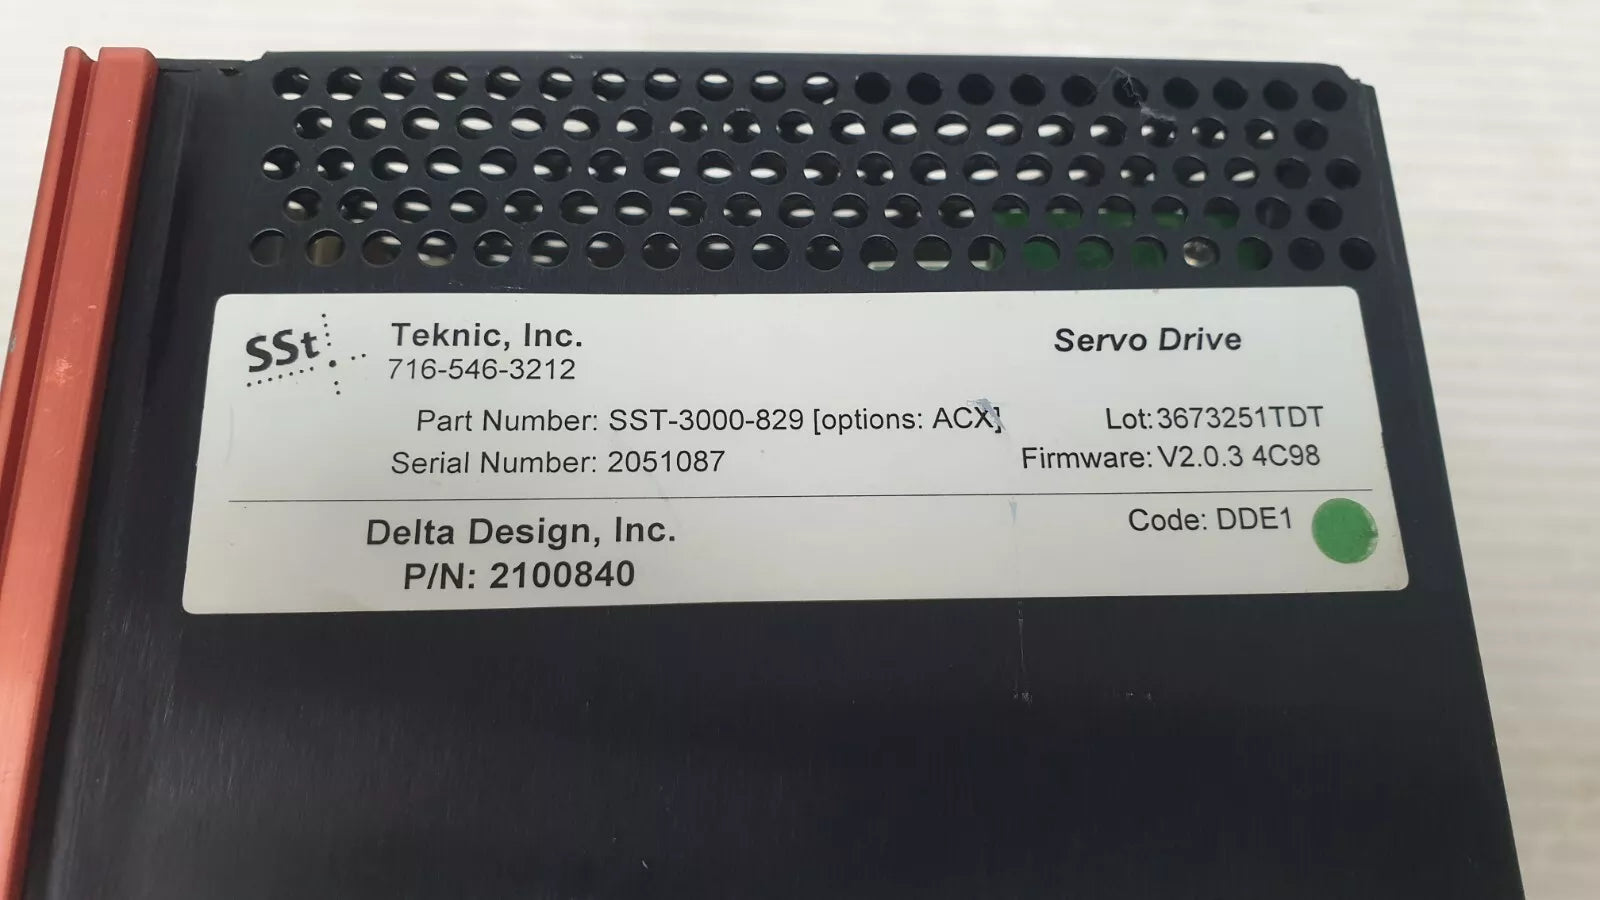 SSt
Teknic, Inc.
716-546-3212
Servo Drive
Part Number: SST-3000-829 [options: ACX]
Lot: 3673251TDT
Serial Number: 2051087
Firmware: V2.0.3 4C98
Delta Design, Inc.
P/N: 2100840
Code: DDE1